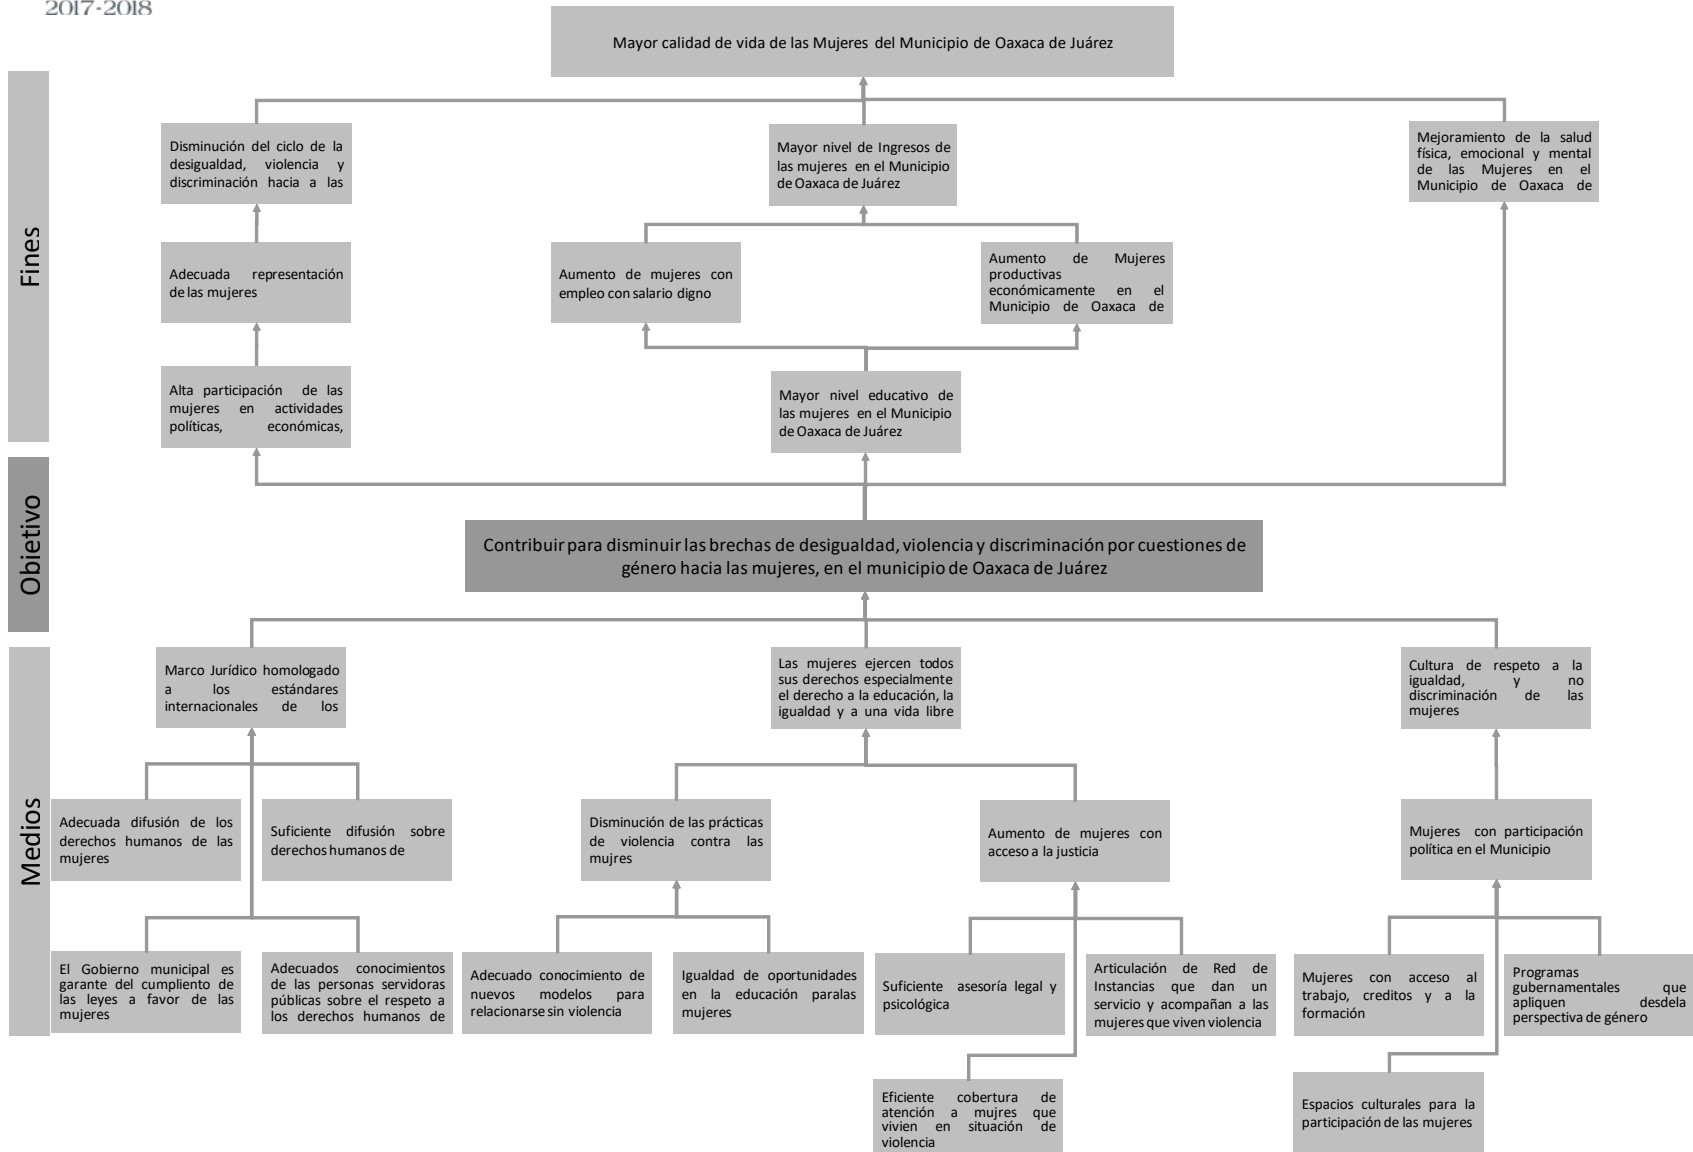 2017-2018
Mayor calidad de vida de las Mujeres del Municipio de Oaxaca de Juárez
Fines
Disminución del ciclo de la
desigualdad, violencia y
discriminación hacia a las
Mayor nivel de Ingresos de
las mujeres en el Municipio
de Oaxaca de Juárez
Mejoramiento de la salud
física, emocional y mental
de las Mujeres en el
Municipio de Oaxaca de
Adecuada representación
de las mujeres
Aumento de mujeres con
empleo con salario digno
Aumento de Mujeres
productivas
económicamente en el
Municipio de Oaxaca de
Alta participación de las
mujeres en actividades
políticas, económicas,
Mayor nivel educativo de
las mujeres en el Municipio
de Oaxaca de Juárez
Objetivo
Contribuir para disminuir las brechas de desigualdad, violencia y discriminación por cuestiones de
género hacia las mujeres, en el municipio de Oaxaca de Juárez
Medios
Marco Jurídico homologado
a los estándares
internacionales de los
Las mujeres ejercen todos
sus derechos especialmente
el derecho a la educación, la
igualdad y a una vida libre
Cultura de respeto a la
igualdad, y no
discriminación de las
mujeres
Adecuada difusión de los
derechos humanos de las
mujeres
Suficiente difusión sobre
derechos humanos de
Disminución de las prácticas
de violencia contra las
mujres
Aumento de mujeres con
acceso a la justicia
Mujeres con participación
política en el Municipio
El Gobierno municipal es
garante del cumpliento de
las leyes a favor de las
mujeres
Adecuados conocimientos
de las personas servidoras
públicas sobre el respeto a
los derechos humanos de
Adecuado conocimiento de
nuevos modelos para
relacionarse sin violencia
Igualdad de oportunidades
en la educación paralas
mujeres
Suficiente asesoría legal y
psicológica
Articulación de Red de
Instancias que dan un
servicio y acompañan a las
mujeres que viven violencia
Mujeres con acceso al
trabajo, creditos y a la
formación
Programas
gubernamentales que
apliquen desdela
perspectiva de género
Eficiente cobertura de
atención a mujres que
vivien en situación de
violencia
Espacios culturales para la
participación de las mujeres